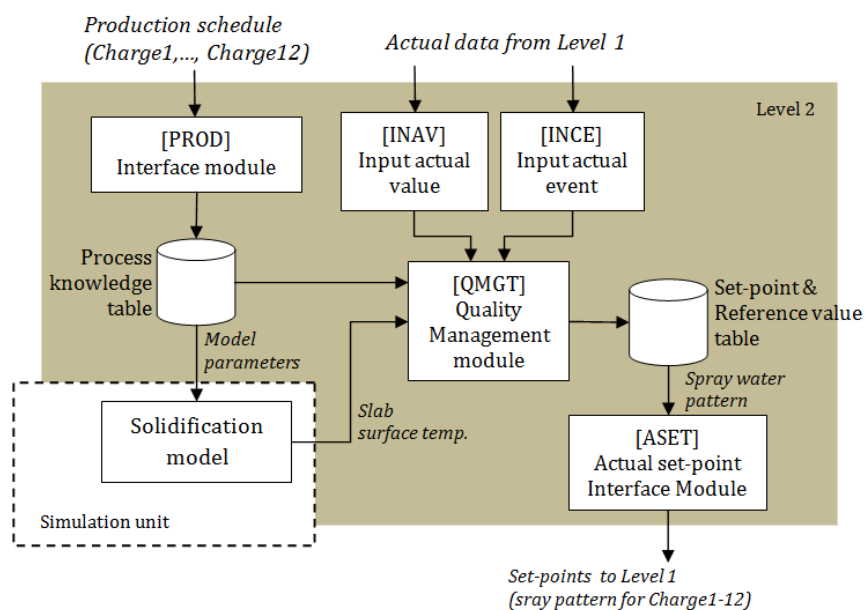 Production schedule
(Charge1,..., Charge12)
Actual data from Level 1
Level 2
[PROD]
Interface module
[INAV]
Input actual
value
[INCE]
Input actual
event
Process
knowledge
table
[QMGT]
Quality
Management
module
Set-point &
Reference value
table
Model
parameters
Spray water
pattern
Solidification
model
Slab
surface temp.
[ASET]
Actual set-point
Interface Module
Simulation unit
Set-points to Level 1
(sray pattern for Charge1-12)